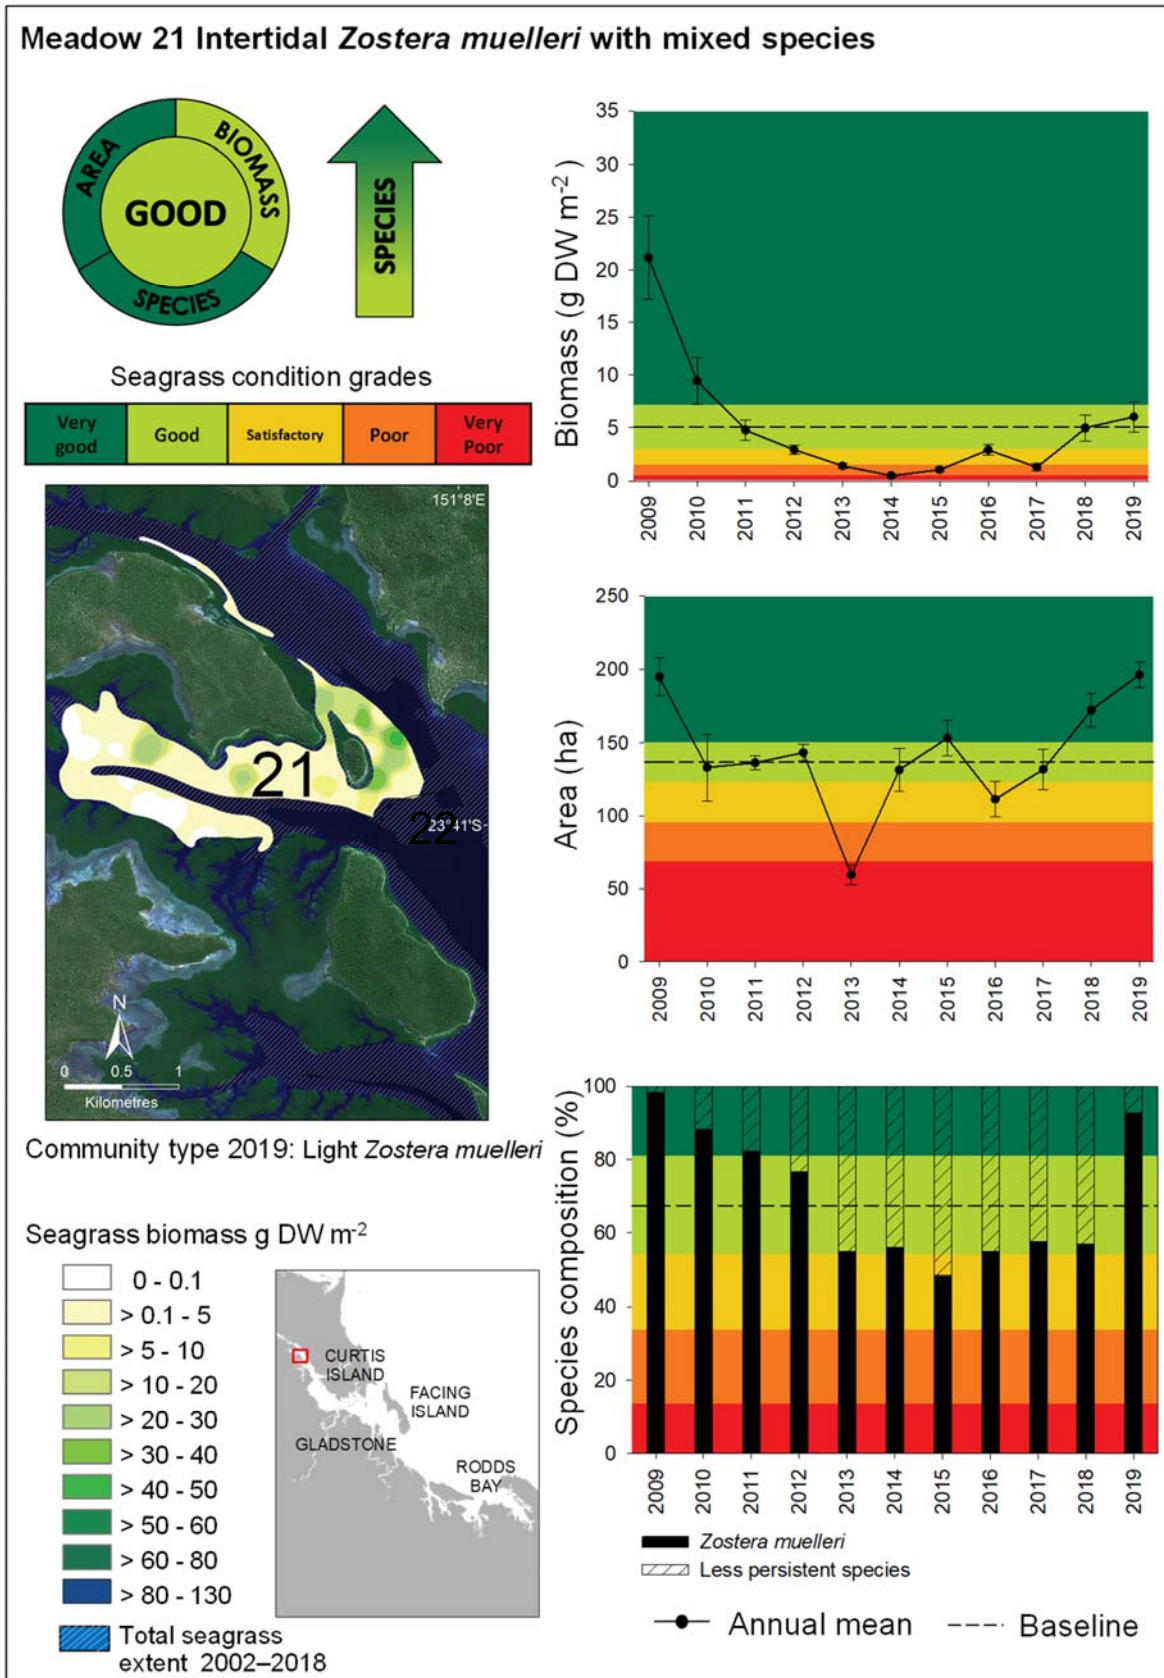 Meadow 21 Intertidal Zostera muelleri with mixed species
AREA
BIOMASS
SPECIES
GOOD
SPECIES
Seagrass condition grades
Very good
Good
Satisfactory
Poor
Very Poor
151°8'E
21
22
23°41'S
N
0 0.5 1
Kilometres
Community type 2019: Light Zostera muelleri
Seagrass biomass g DW m-2
0 - 0.1
> 0.1 - 5
> 5 - 10
> 10 - 20
> 20 - 30
> 30 - 40
> 40 - 50
> 50 - 60
> 60 - 80
> 80 - 130
Total seagrass
extent 2002–2018
CURTIS
ISLAND
FACING
ISLAND
GLADSTONE
RODDS
BAY
Biomass (g DW m-2)
35
30
25
20
15
10
5
0
2009 2010 2011 2012 2013 2014 2015 2016 2017 2018 2019
Area (ha)
250
200
150
100
50
0
2009 2010 2011 2012 2013 2014 2015 2016 2017 2018 2019
Species composition (%)
100
80
60
40
20
0
2009 2010 2011 2012 2013 2014 2015 2016 2017 2018 2019
Zostera muelleri
Less persistent species
Annual mean
Baseline